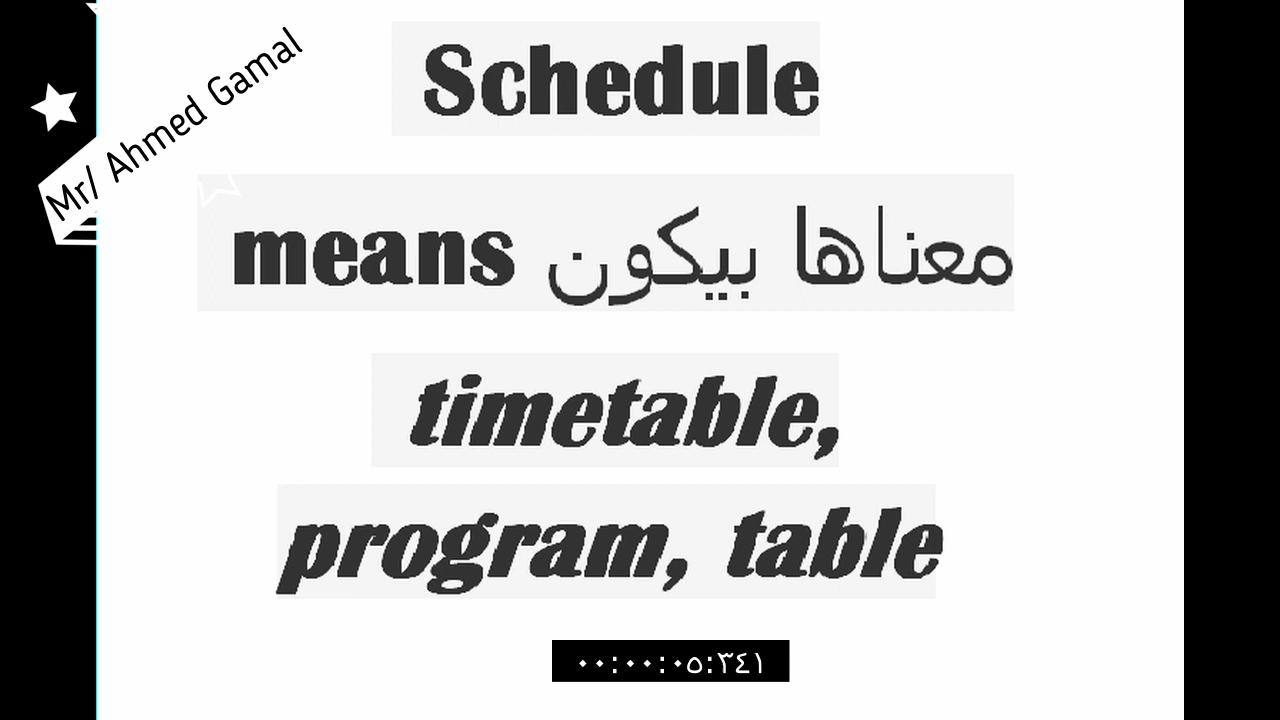 Mr/ Ahmed Gamal
Schedule
means معناها بيكون
timetable,
program, table
٠٠:٠٠:٠٥:٣٤١